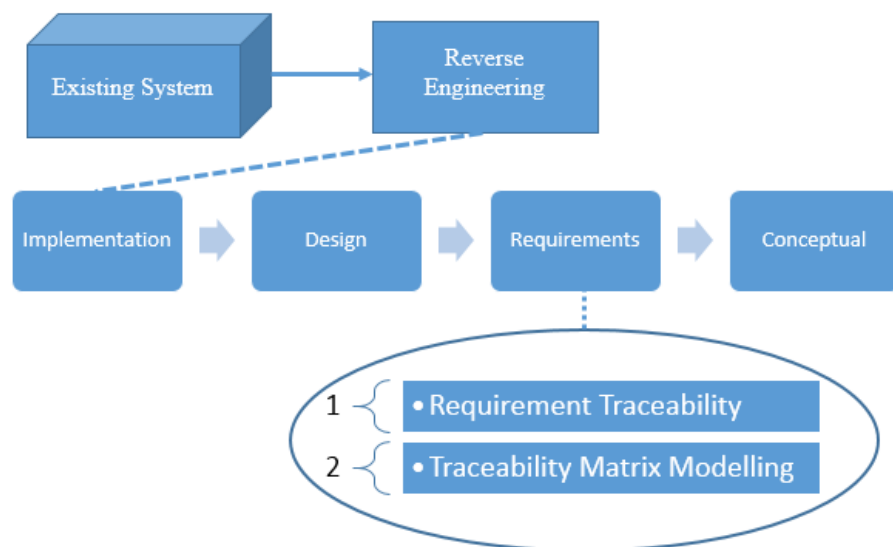 Existing System
Reverse
Engineering
Implementation
Design
Requirements
Conceptual
1
• Requirement Traceability
2
• Traceability Matrix Modelling